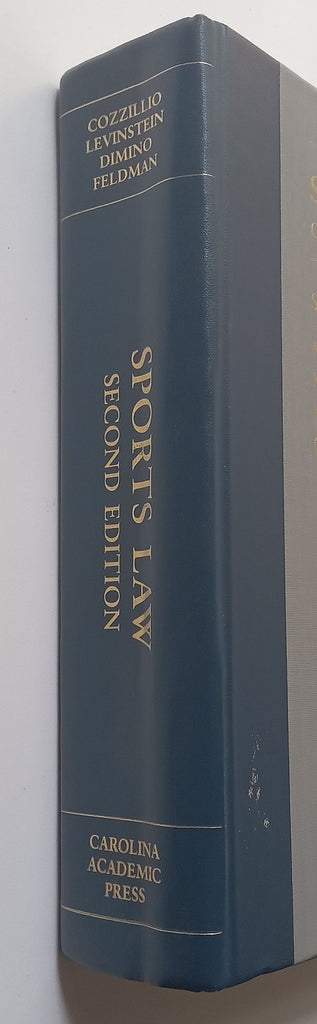 COZZILLIO
LEVINSTEIN
DIMINO
FELDMAN
SPORTS LAW
SECOND EDITION
CAROLINA
ACADEMIC
PRESS